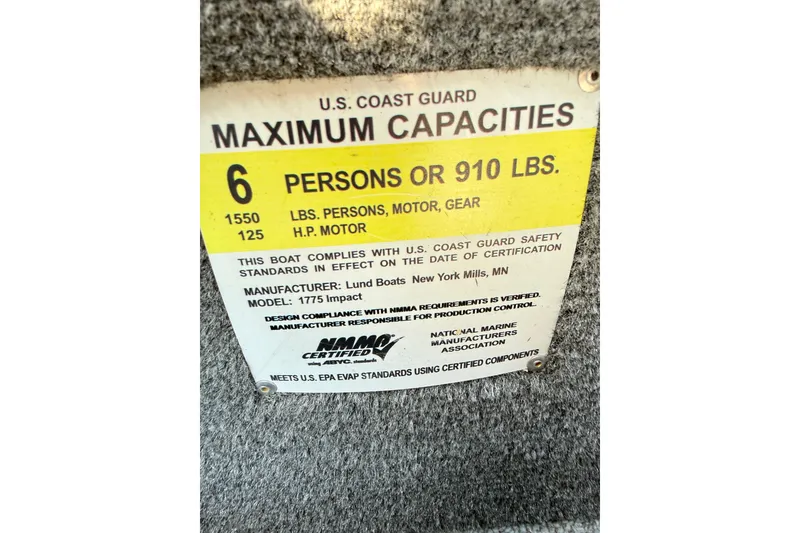 U.S. COAST GUARD
MAXIMUM CAPACITIES
6 PERSONS OR 910 LBS.
1550 LBS. PERSONS, MOTOR, GEAR
125 H.P. MOTOR
THIS BOAT COMPLIES WITH U.S. COAST GUARD SAFETY
STANDARDS IN EFFECT ON THE DATE OF CERTIFICATION
MANUFACTURER: Lund Boats New York Mills, MN
MODEL: 1775 Impact
DESIGN COMPLIANCE WITH NMMA REQUIREMENTS IS VERIFIED.
MANUFACTURER RESPONSIBLE FOR PRODUCTION CONTROL.
NMMA
CERTIFIED
using ABYC. standards
NATIONAL MARINE
MANUFACTURERS
ASSOCIATION
MEETS U.S. EPA EVAP STANDARDS USING CERTIFIED COMPONENTS